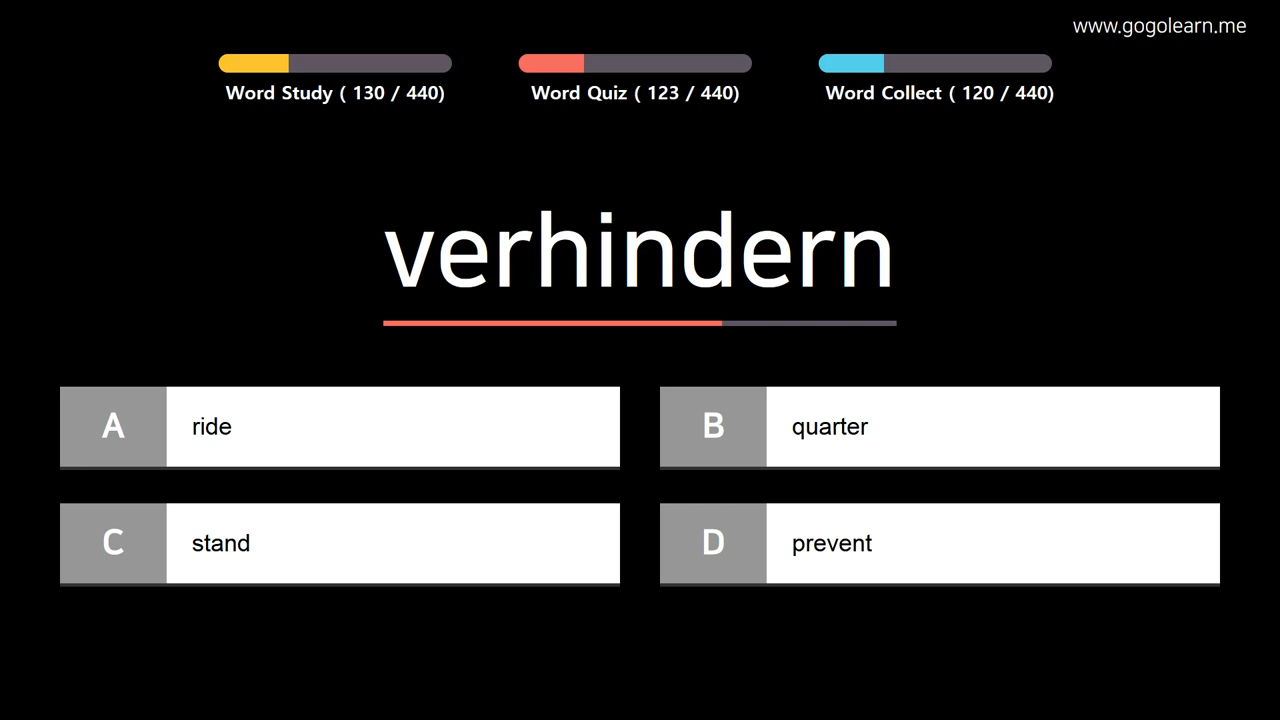 www.gogolearn.me
Word Study ( 130 / 440)
Word Quiz ( 123 / 440)
Word Collect ( 120 / 440)
verhindern
A ride
B quarter
C stand
D prevent